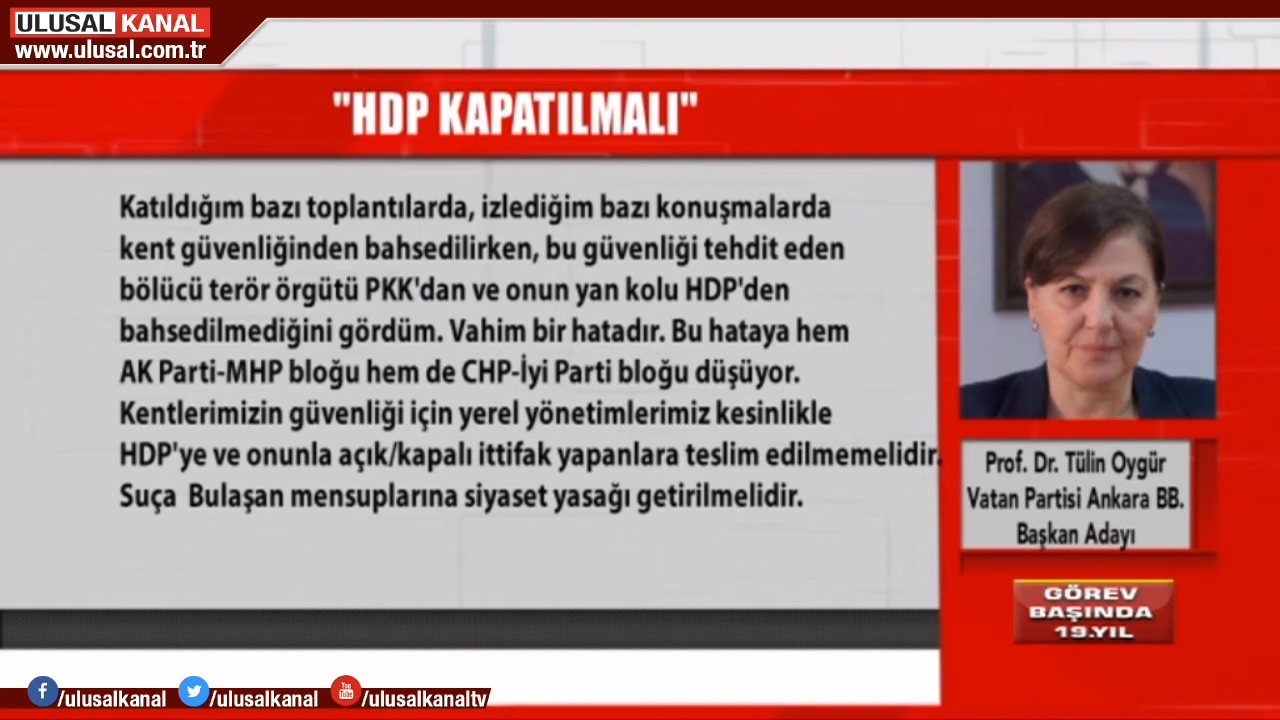 ULUSAL KANAL
www.ulusal.com.tr
"HDP KAPATILMALI"
Katıldığım bazı toplantılarda, izlediğim bazı konuşmalarda
kent güvenliğinden bahsedilirken, bu güvenliği tehdit eden
bölücü terör örgütü PKK'dan ve onun yan kolu HDP'den
bahsedilmediğini gördüm. Vahim bir hatadır. Bu hataya hem
AK Parti-MHP bloğu hem de CHP-İyi Parti bloğu düşüyor.
Kentlerimizin güvenliği için yerel yönetimlerimiz kesinlikle
HDP'ye ve onunla açık/kapalı ittifak yapanlara teslim edilmemelidir.
Suça  Bulaşan mensuplarına siyaset yasağı getirilmelidir.
Prof. Dr. Tülin Oygür
Vatan Partisi Ankara BB.
Başkan Adayı
GÖREV
BAŞINDA
19.YIL
/ulusalkanal /ulusalkanal You Tube /ulusalkanaltv